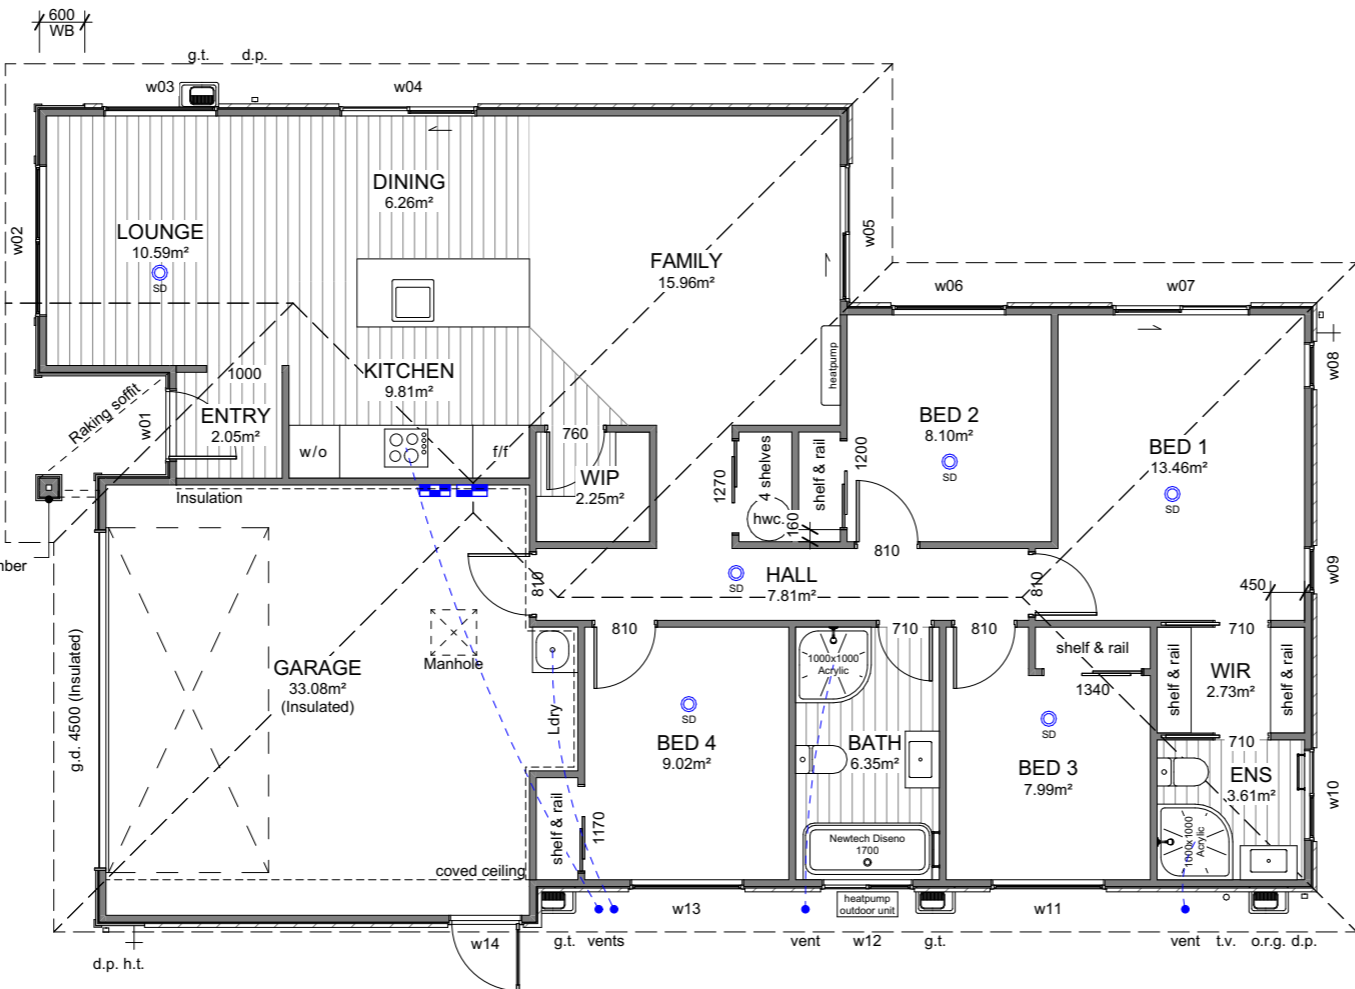 600
WB
g.t.
d.p.
w03
w04
w02
w05
DINING
6.26m²
LOUNGE
10.59m²
SD
FAMILY
15.96m²
w06
w07
w08
heatpump
KITCHEN
9.81m²
1000
ENTRY
2.05m²
w01
Raking soffit
w/o
f/f
760
WIP
2.25m²
1270
4 shelves
shelf & rail
1200
hwc.
160
BED 2
8.10m²
SD
BED 1
13.46m²
SD
Insulation
810
810
HALL
7.81m²
SD
810
450
w09
nber
g.d. 4500 (Insulated)
GARAGE
33.08m²
(Insulated)
Manhole
Ldry
810
710
810
710
1000x1000
Acrylic
shelf & rail
1340
shelf & rail
WIR
2.73m²
shelf & rail
SD
BED 4
9.02m²
BATH
6.35m²
SD
BED 3
7.99m²
710
ENS
3.61m²
w10
1000x1000
Acrylic
shelf & rail
1170
Newtech Diseno
1700
coved ceiling
heatpump
outdoor unit
w13
w11
w14
g.t.
vents
vent
w12
g.t.
vent
t.v.
o.r.g.
d.p.
d.p. h.t.